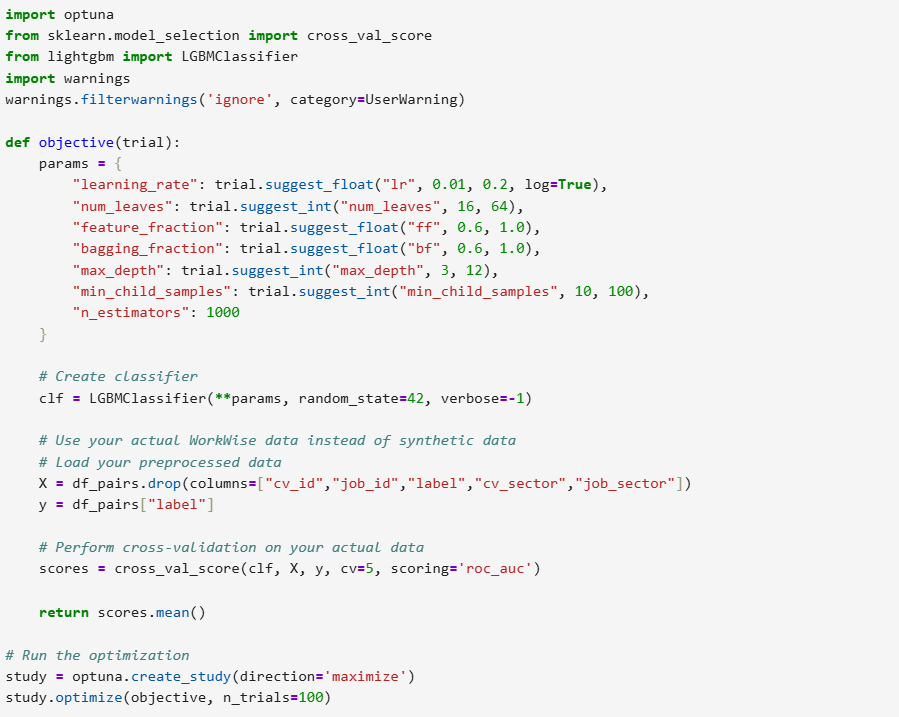 import optuna
from sklearn.model_selection import cross_val_score
from lightgbm import LGBMClassifier
import warnings
warnings.filterwarnings('ignore', category=UserWarning)

def objective(trial):
    params = {
        "learning_rate": trial.suggest_float("lr", 0.01, 0.2, log=True),
        "num_leaves": trial.suggest_int("num_leaves", 16, 64),
        "feature_fraction": trial.suggest_float("ff", 0.6, 1.0),
        "bagging_fraction": trial.suggest_float("bf", 0.6, 1.0),
        "max_depth": trial.suggest_int("max_depth", 3, 12),
        "min_child_samples": trial.suggest_int("min_child_samples", 10, 100),
        "n_estimators": 1000
    }

    # Create classifier
    clf = LGBMClassifier(**params, random_state=42, verbose=-1)

    # Use your actual WorkWise data instead of synthetic data
    # Load your preprocessed data
    X = df_pairs.drop(columns=["cv_id","job_id","label","cv_sector","job_sector"])
    y = df_pairs["label"]

    # Perform cross-validation on your actual data
    scores = cross_val_score(clf, X, y, cv=5, scoring='roc_auc')

    return scores.mean()

# Run the optimization
study = optuna.create_study(direction='maximize')
study.optimize(objective, n_trials=100)